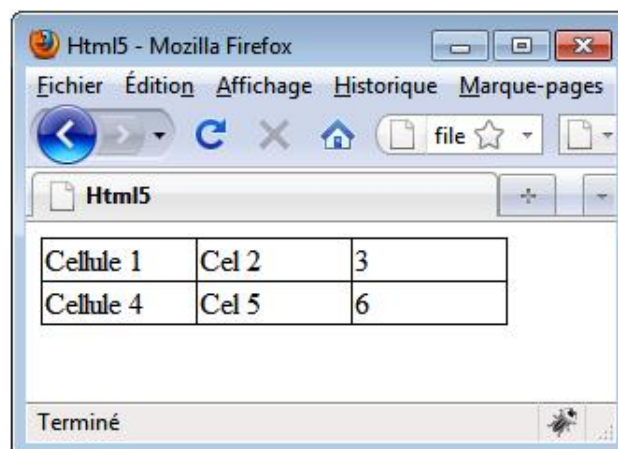 Html5 - Mozilla Firefox
Fichier Édition Affichage Historique Marque-pages
file
Html5
Cellule 1 Cel 2 3
Cellule 4 Cel 5 6
Terminé